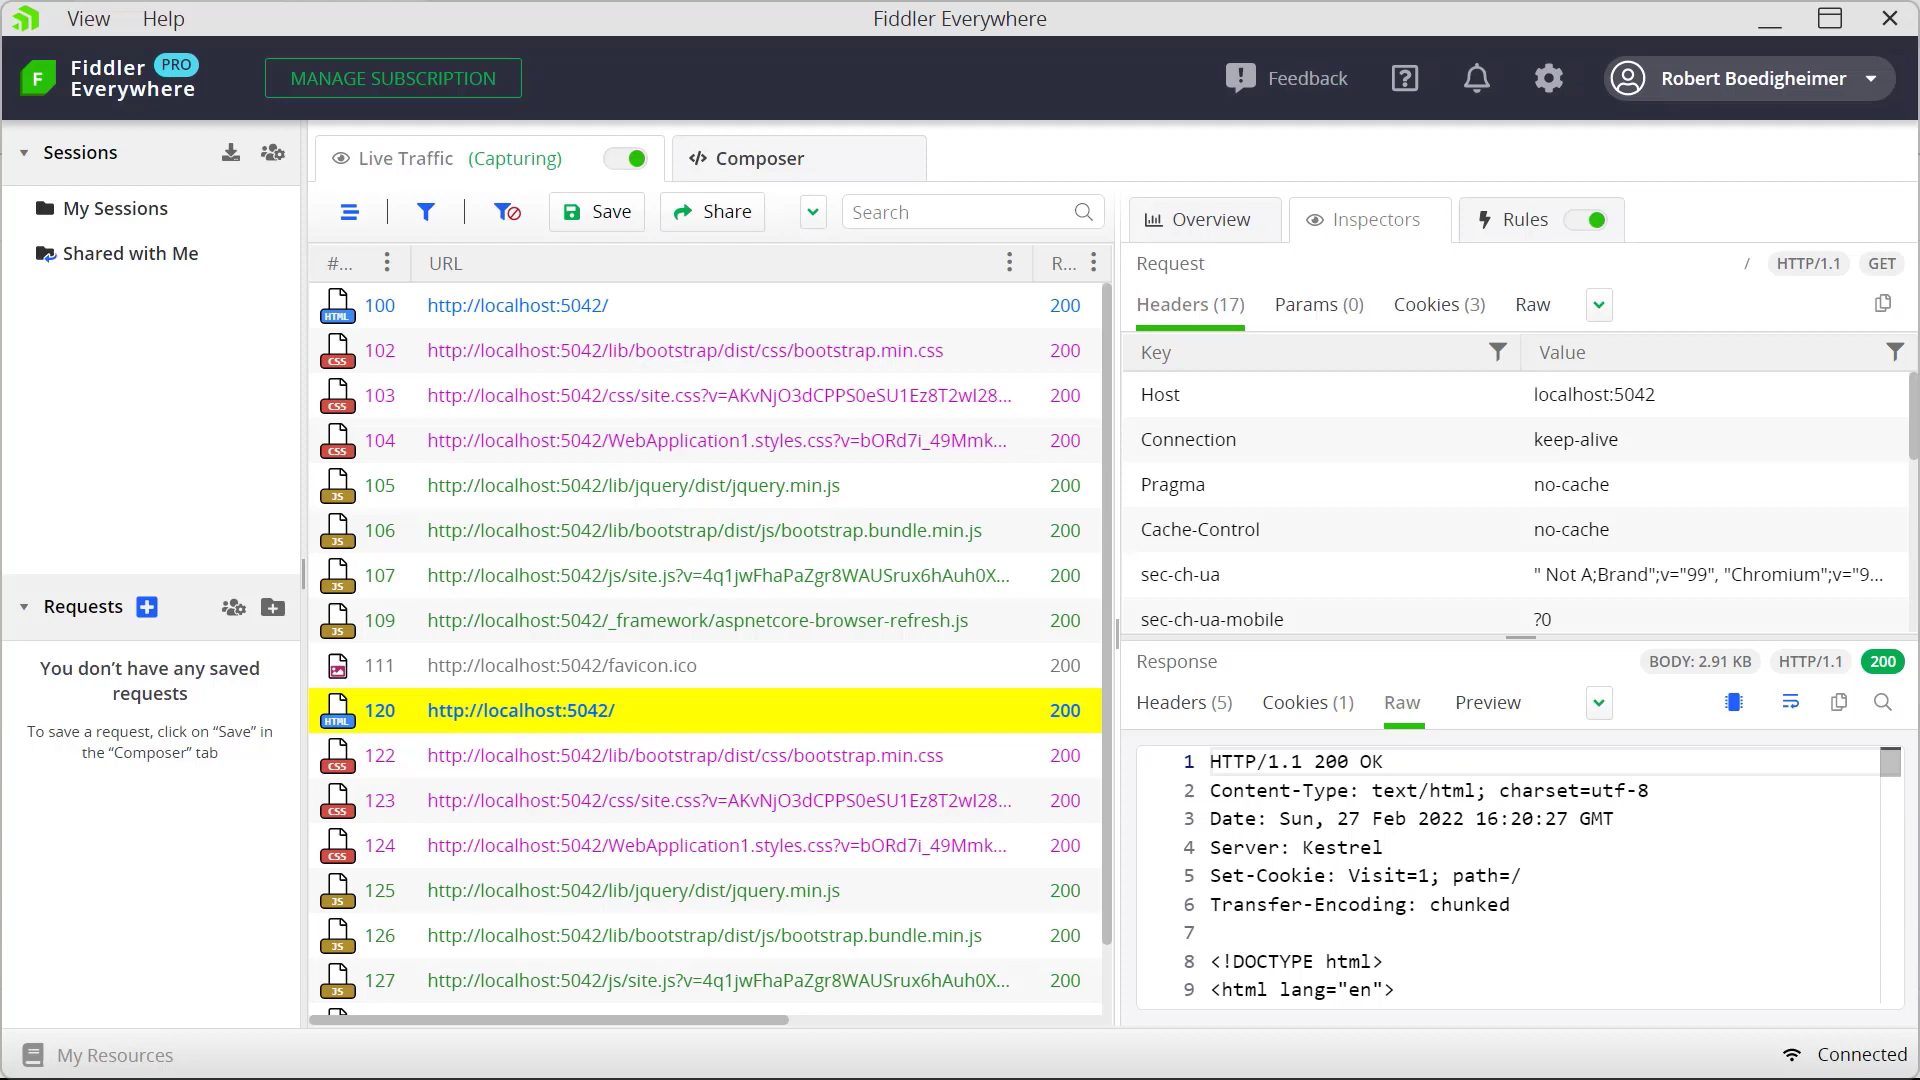 View Help Fiddler Everywhere
Fiddler PRO
Everywhere
MANAGE SUBSCRIPTION
Feedback
Robert Boedigheimer
Sessions
My Sessions
Shared with Me
Requests
You don’t have any saved
requests
To save a request, click on “Save” in
the “Composer” tab
Live Traffic (Capturing)
Composer
Save Share Search
#... URL R...
HTML 100 http://localhost:5042/ 200
CSS 102 http://localhost:5042/lib/bootstrap/dist/css/bootstrap.min.css 200
CSS 103 http://localhost:5042/css/site.css?v=AKvNjO3dCPPS0eSU1Ez8T2wI28... 200
CSS 104 http://localhost:5042/WebApplication1.styles.css?v=bORd7i_49Mmk... 200
JS 105 http://localhost:5042/lib/jquery/dist/jquery.min.js 200
JS 106 http://localhost:5042/lib/bootstrap/dist/js/bootstrap.bundle.min.js 200
JS 107 http://localhost:5042/js/site.js?v=4q1jwFhaPaZgr8WAUSrux6hAuh0X... 200
JS 109 http://localhost:5042/_framework/aspnetcore-browser-refresh.js 200
111 http://localhost:5042/favicon.ico 200
HTML 120 http://localhost:5042/ 200
CSS 122 http://localhost:5042/lib/bootstrap/dist/css/bootstrap.min.css 200
CSS 123 http://localhost:5042/css/site.css?v=AKvNjO3dCPPS0eSU1Ez8T2wI28... 200
CSS 124 http://localhost:5042/WebApplication1.styles.css?v=bORd7i_49Mmk... 200
JS 125 http://localhost:5042/lib/jquery/dist/jquery.min.js 200
JS 126 http://localhost:5042/lib/bootstrap/dist/js/bootstrap.bundle.min.js 200
JS 127 http://localhost:5042/js/site.js?v=4q1jwFhaPaZgr8WAUSrux6hAuh0X... 200
Overview Inspectors Rules
Request / HTTP/1.1 GET
Headers (17) Params (0) Cookies (3) Raw
Key Value
Host localhost:5042
Connection keep-alive
Pragma no-cache
Cache-Control no-cache
sec-ch-ua " Not A;Brand";v="99", "Chromium";v="9...
sec-ch-ua-mobile ?0
Response BODY: 2.91 KB HTTP/1.1 200
Headers (5) Cookies (1) Raw Preview
1 HTTP/1.1 200 OK
2 Content-Type: text/html; charset=utf-8
3 Date: Sun, 27 Feb 2022 16:20:27 GMT
4 Server: Kestrel
5 Set-Cookie: Visit=1; path=/
6 Transfer-Encoding: chunked
7
8 <!DOCTYPE html>
9 <html lang="en">
My Resources
Connected